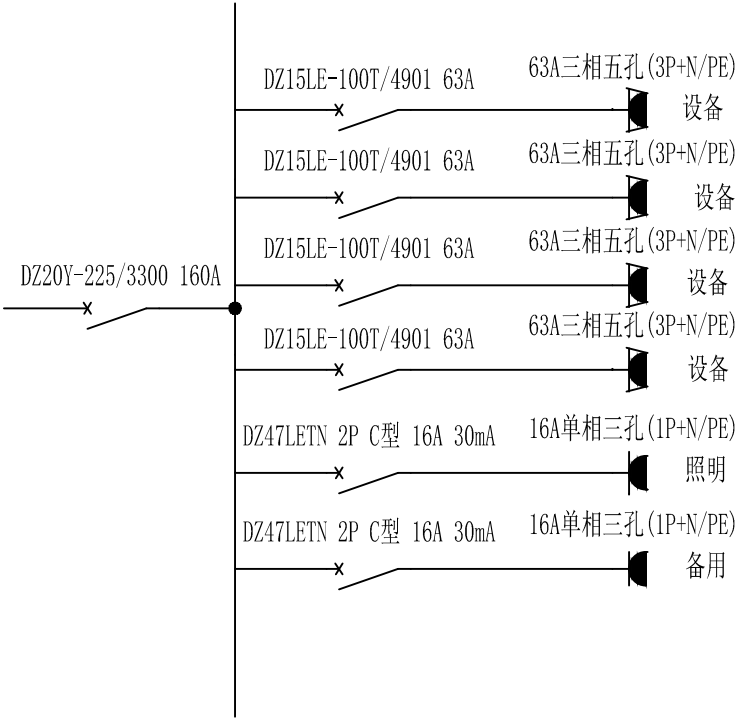 DZ15LE-100T/4901 63A
63A三相五孔(3P+N/PE)
设备
DZ15LE-100T/4901 63A
63A三相五孔(3P+N/PE)
设备
DZ15LE-100T/4901 63A
63A三相五孔(3P+N/PE)
设备
DZ20Y-225/3300 160A
DZ15LE-100T/4901 63A
63A三相五孔(3P+N/PE)
设备
DZ47LETN 2P C型 16A 30mA
16A单相三孔(1P+N/PE)
照明
DZ47LETN 2P C型 16A 30mA
16A单相三孔(1P+N/PE)
备用